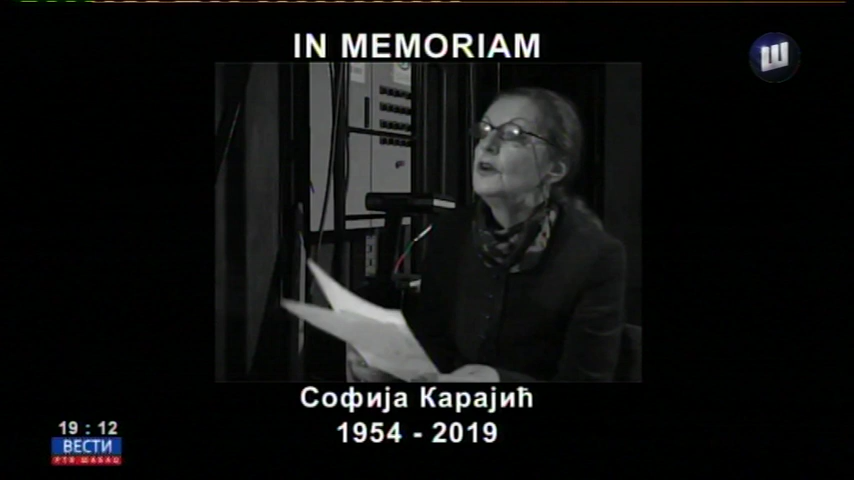 IN MEMORIAM
Ш
Софија Карајић
1954 - 2019
19 : 12
ВЕСТИ
РТВ ШАБАЦ